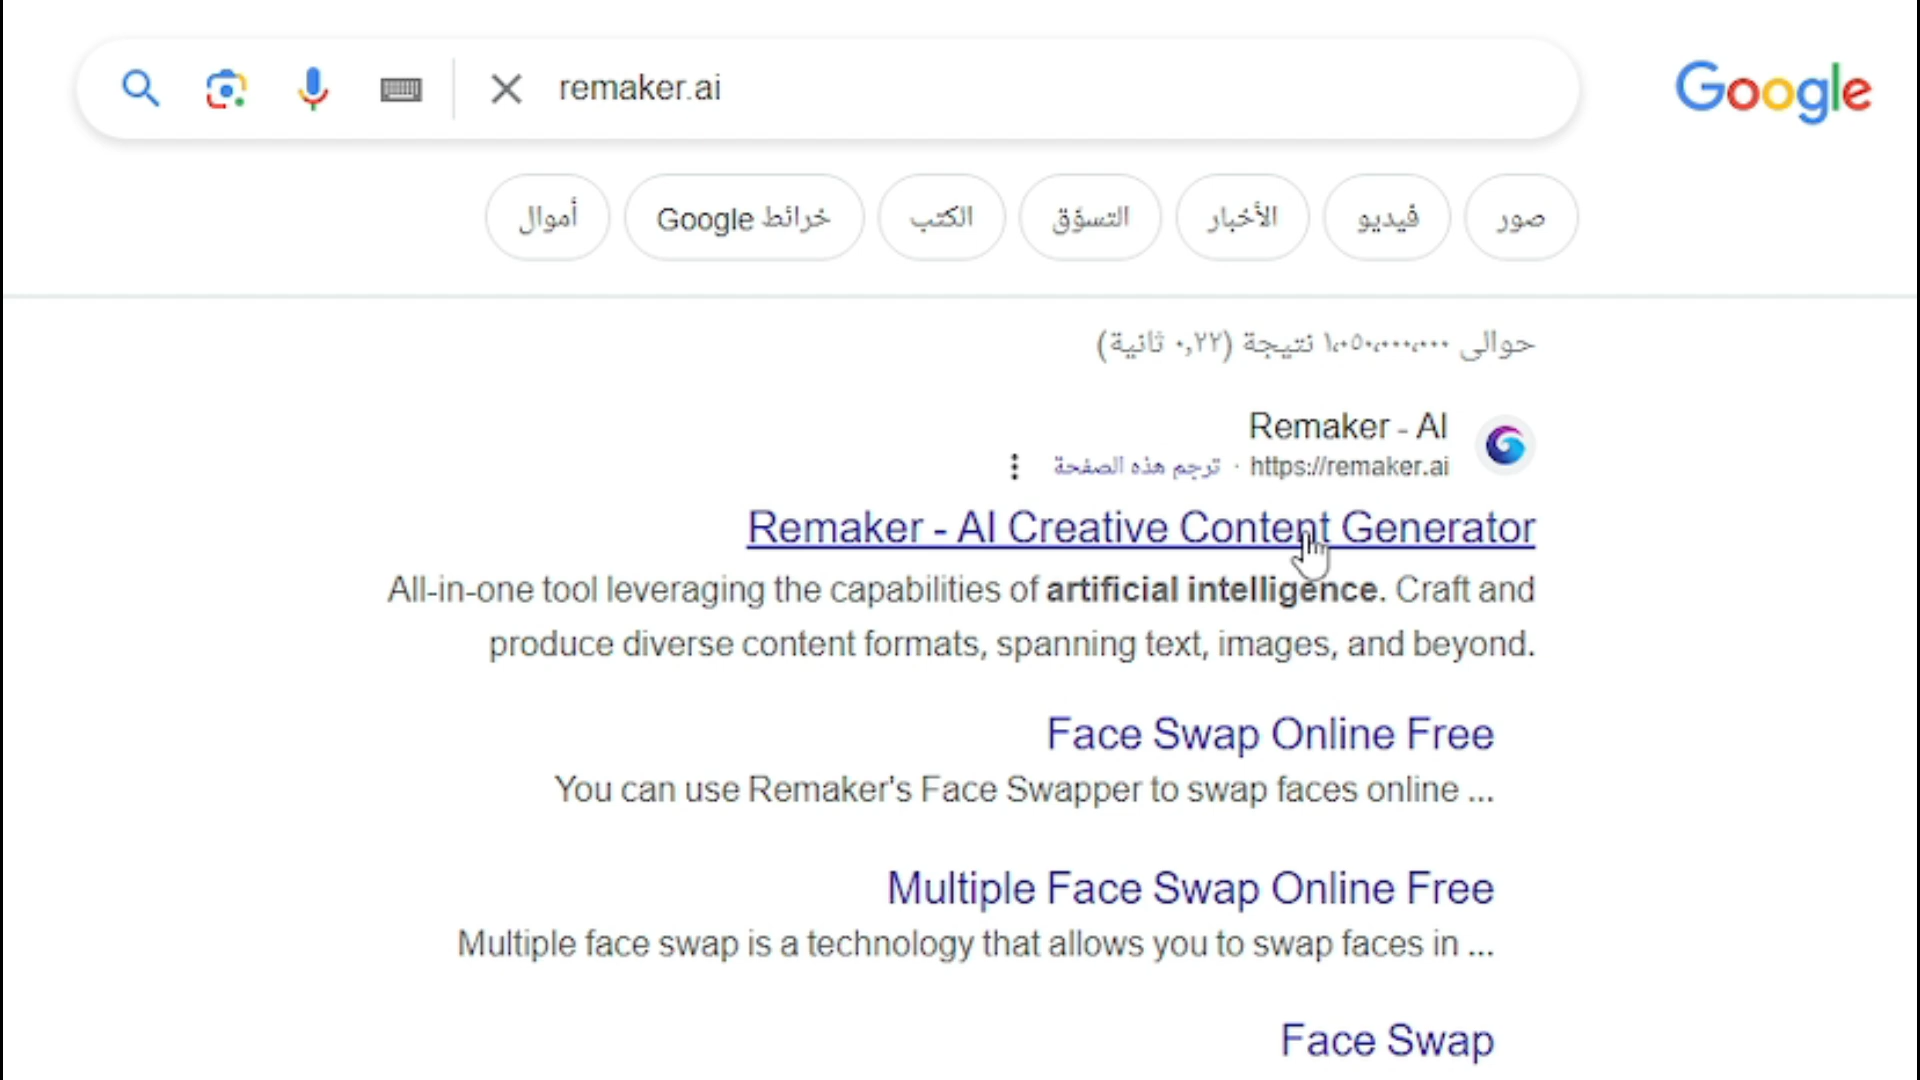 remaker.ai
Google
صور
فيديو
الأخبار
التسوّق
الكتب
خرائط Google
أموال
حوالى ١،٠٥٠،٠٠٠،٠٠٠ نتيجة (٠,٢٢ ثانية)
Remaker - AI
https://remaker.ai · ترجم هذه الصفحة
Remaker - AI Creative Content Generator
All-in-one tool leveraging the capabilities of artificial intelligence. Craft and
produce diverse content formats, spanning text, images, and beyond.
Face Swap Online Free
You can use Remaker's Face Swapper to swap faces online ...
Multiple Face Swap Online Free
Multiple face swap is a technology that allows you to swap faces in ...
Face Swap